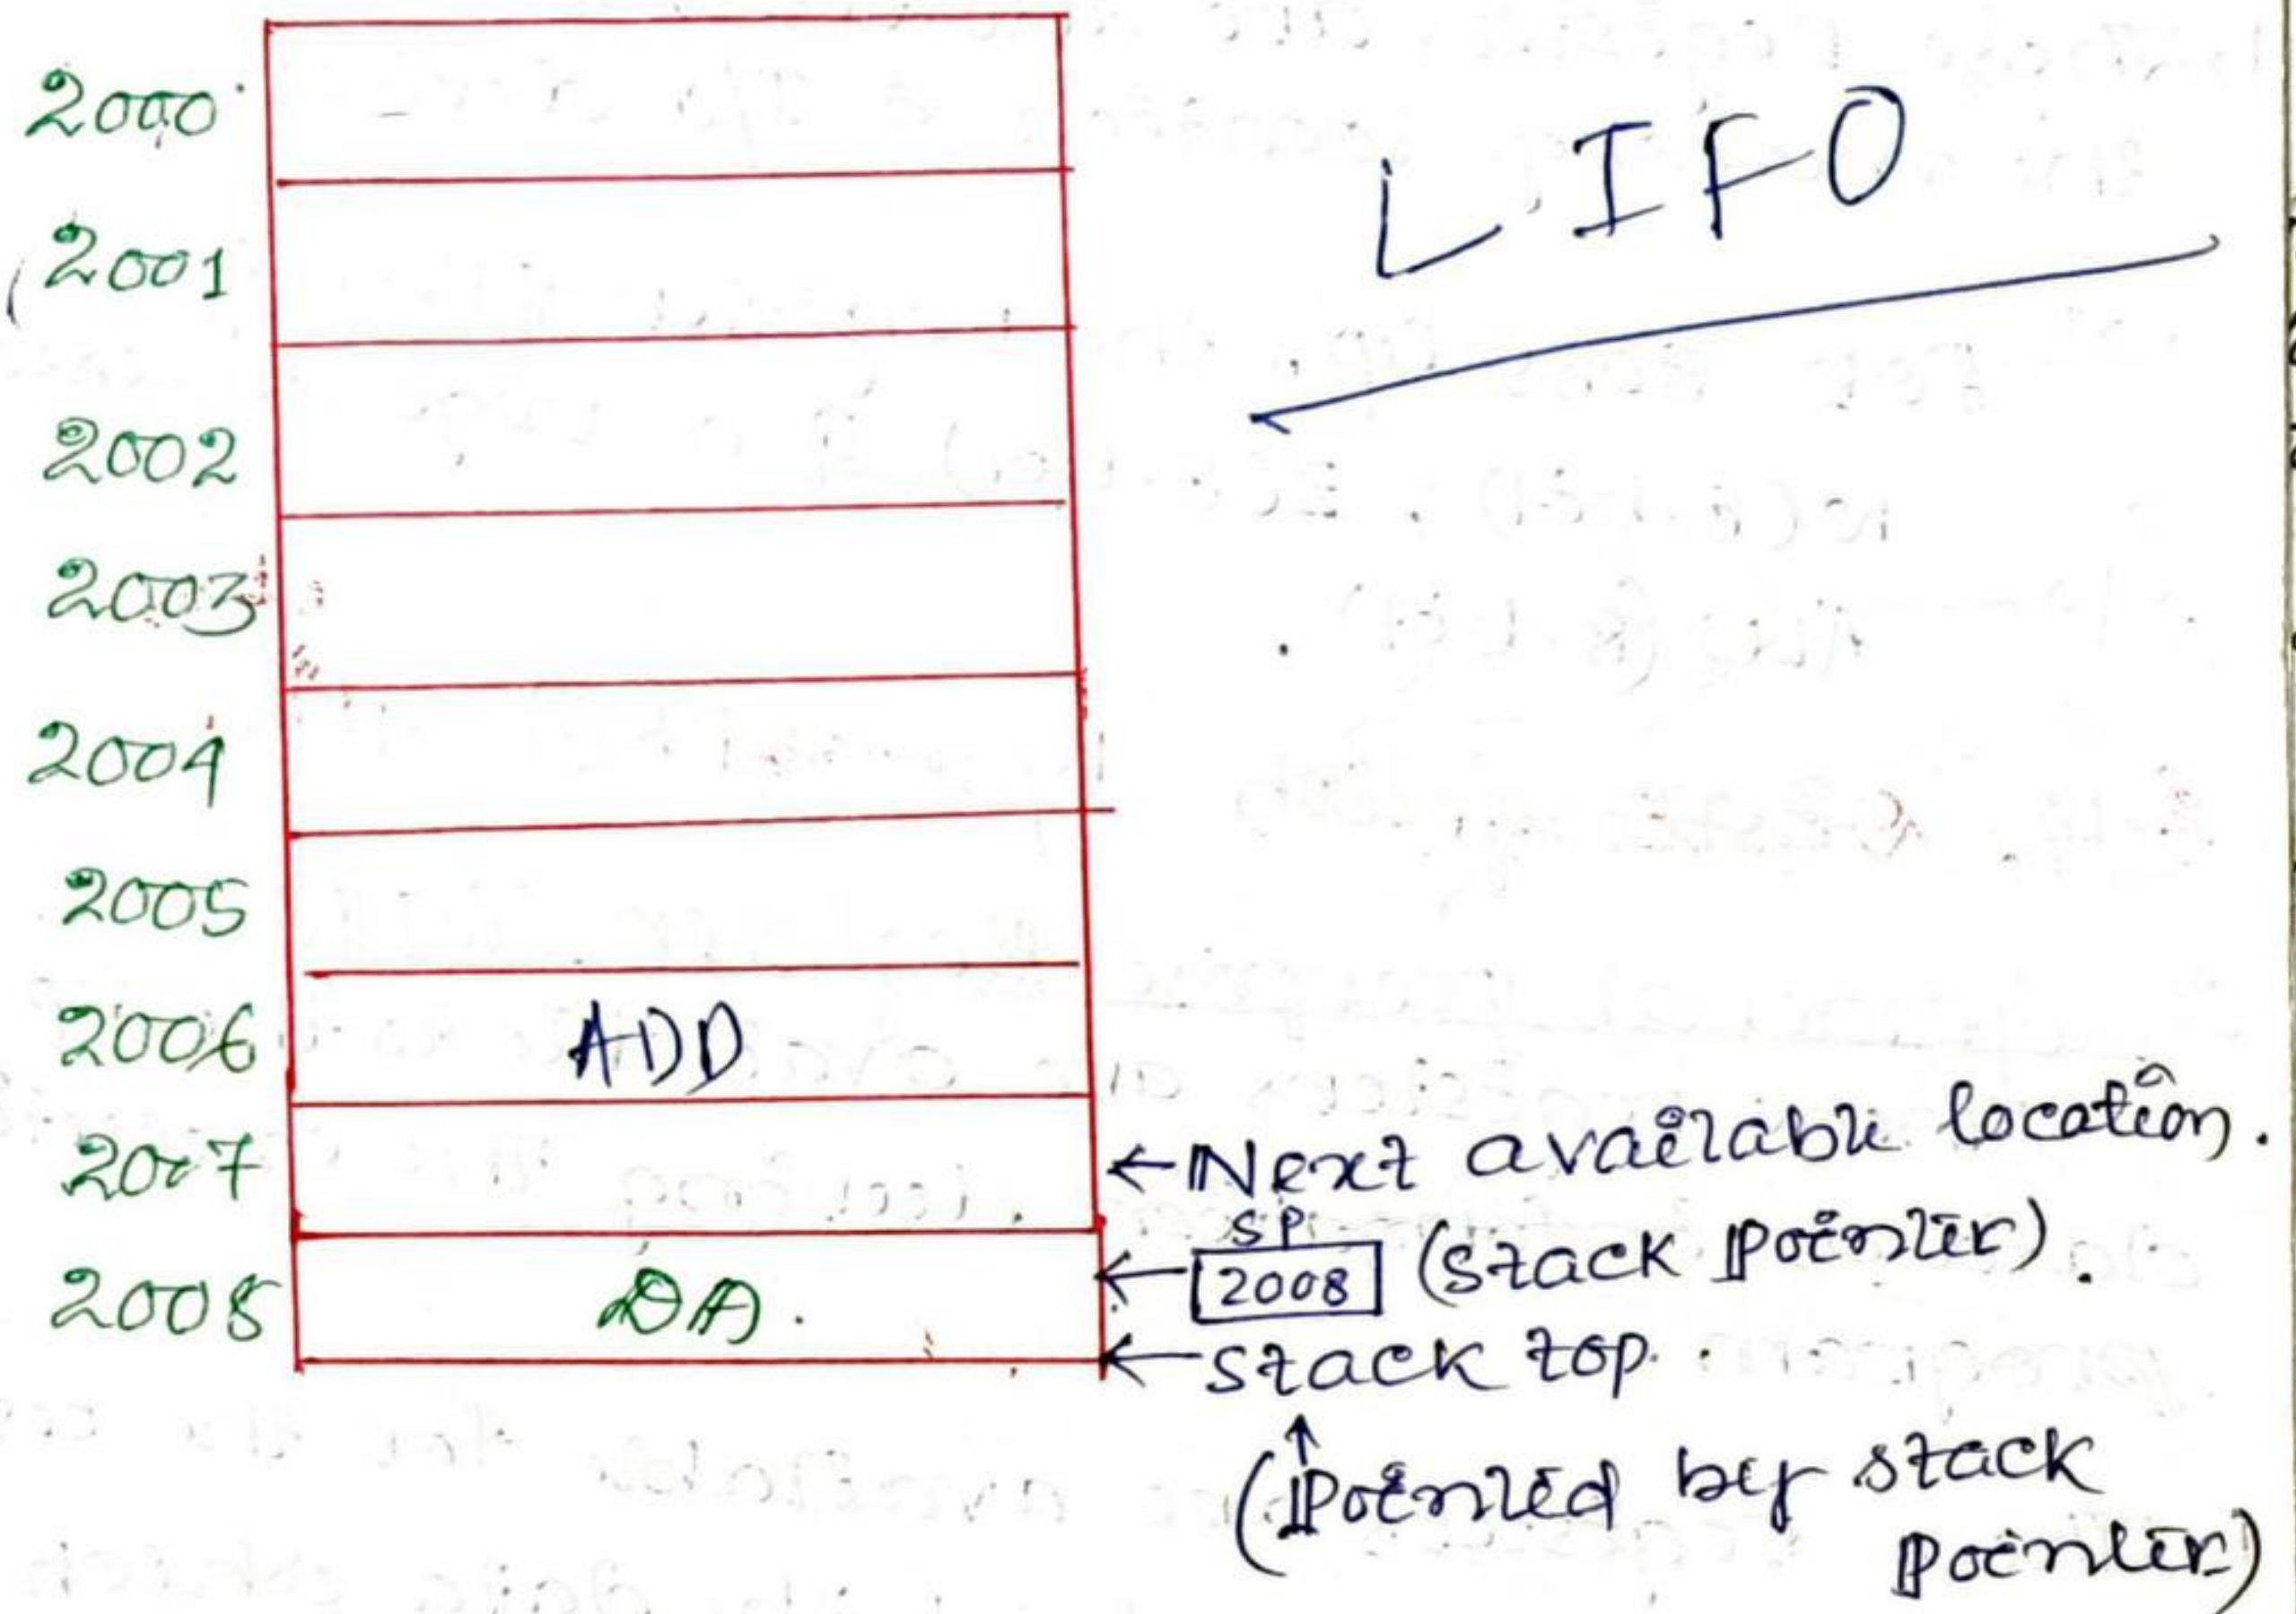 LIFO
2000
2001
2002
2003
2004
2005
2006 ADD
2007 ← Next available location.
2008 DA. ← SP 2008 (Stack Pointer).
← Stack top.
↑
(Pointed by stack
pointer)